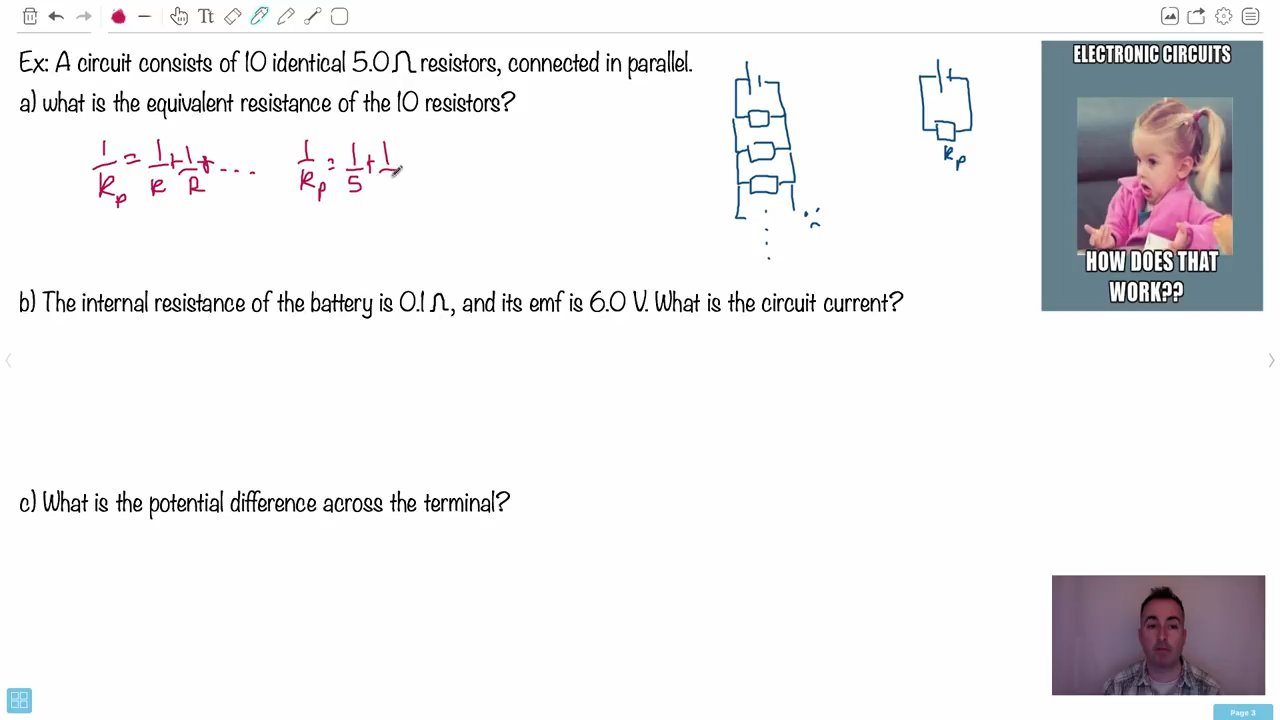 Tt
Ex: A circuit consists of 10 identical 5.0Ω resistors, connected in parallel.
a) what is the equivalent resistance of the 10 resistors?
1/Rp = 1/R + 1/R + ...
1/Rp = 1/5 + 1/
Rp
ELECTRONIC CIRCUITS
HOW DOES THAT
WORK??
b) The internal resistance of the battery is 0.1Ω, and its emf is 6.0 V. What is the circuit current?
c) What is the potential difference across the terminal?
Page 3